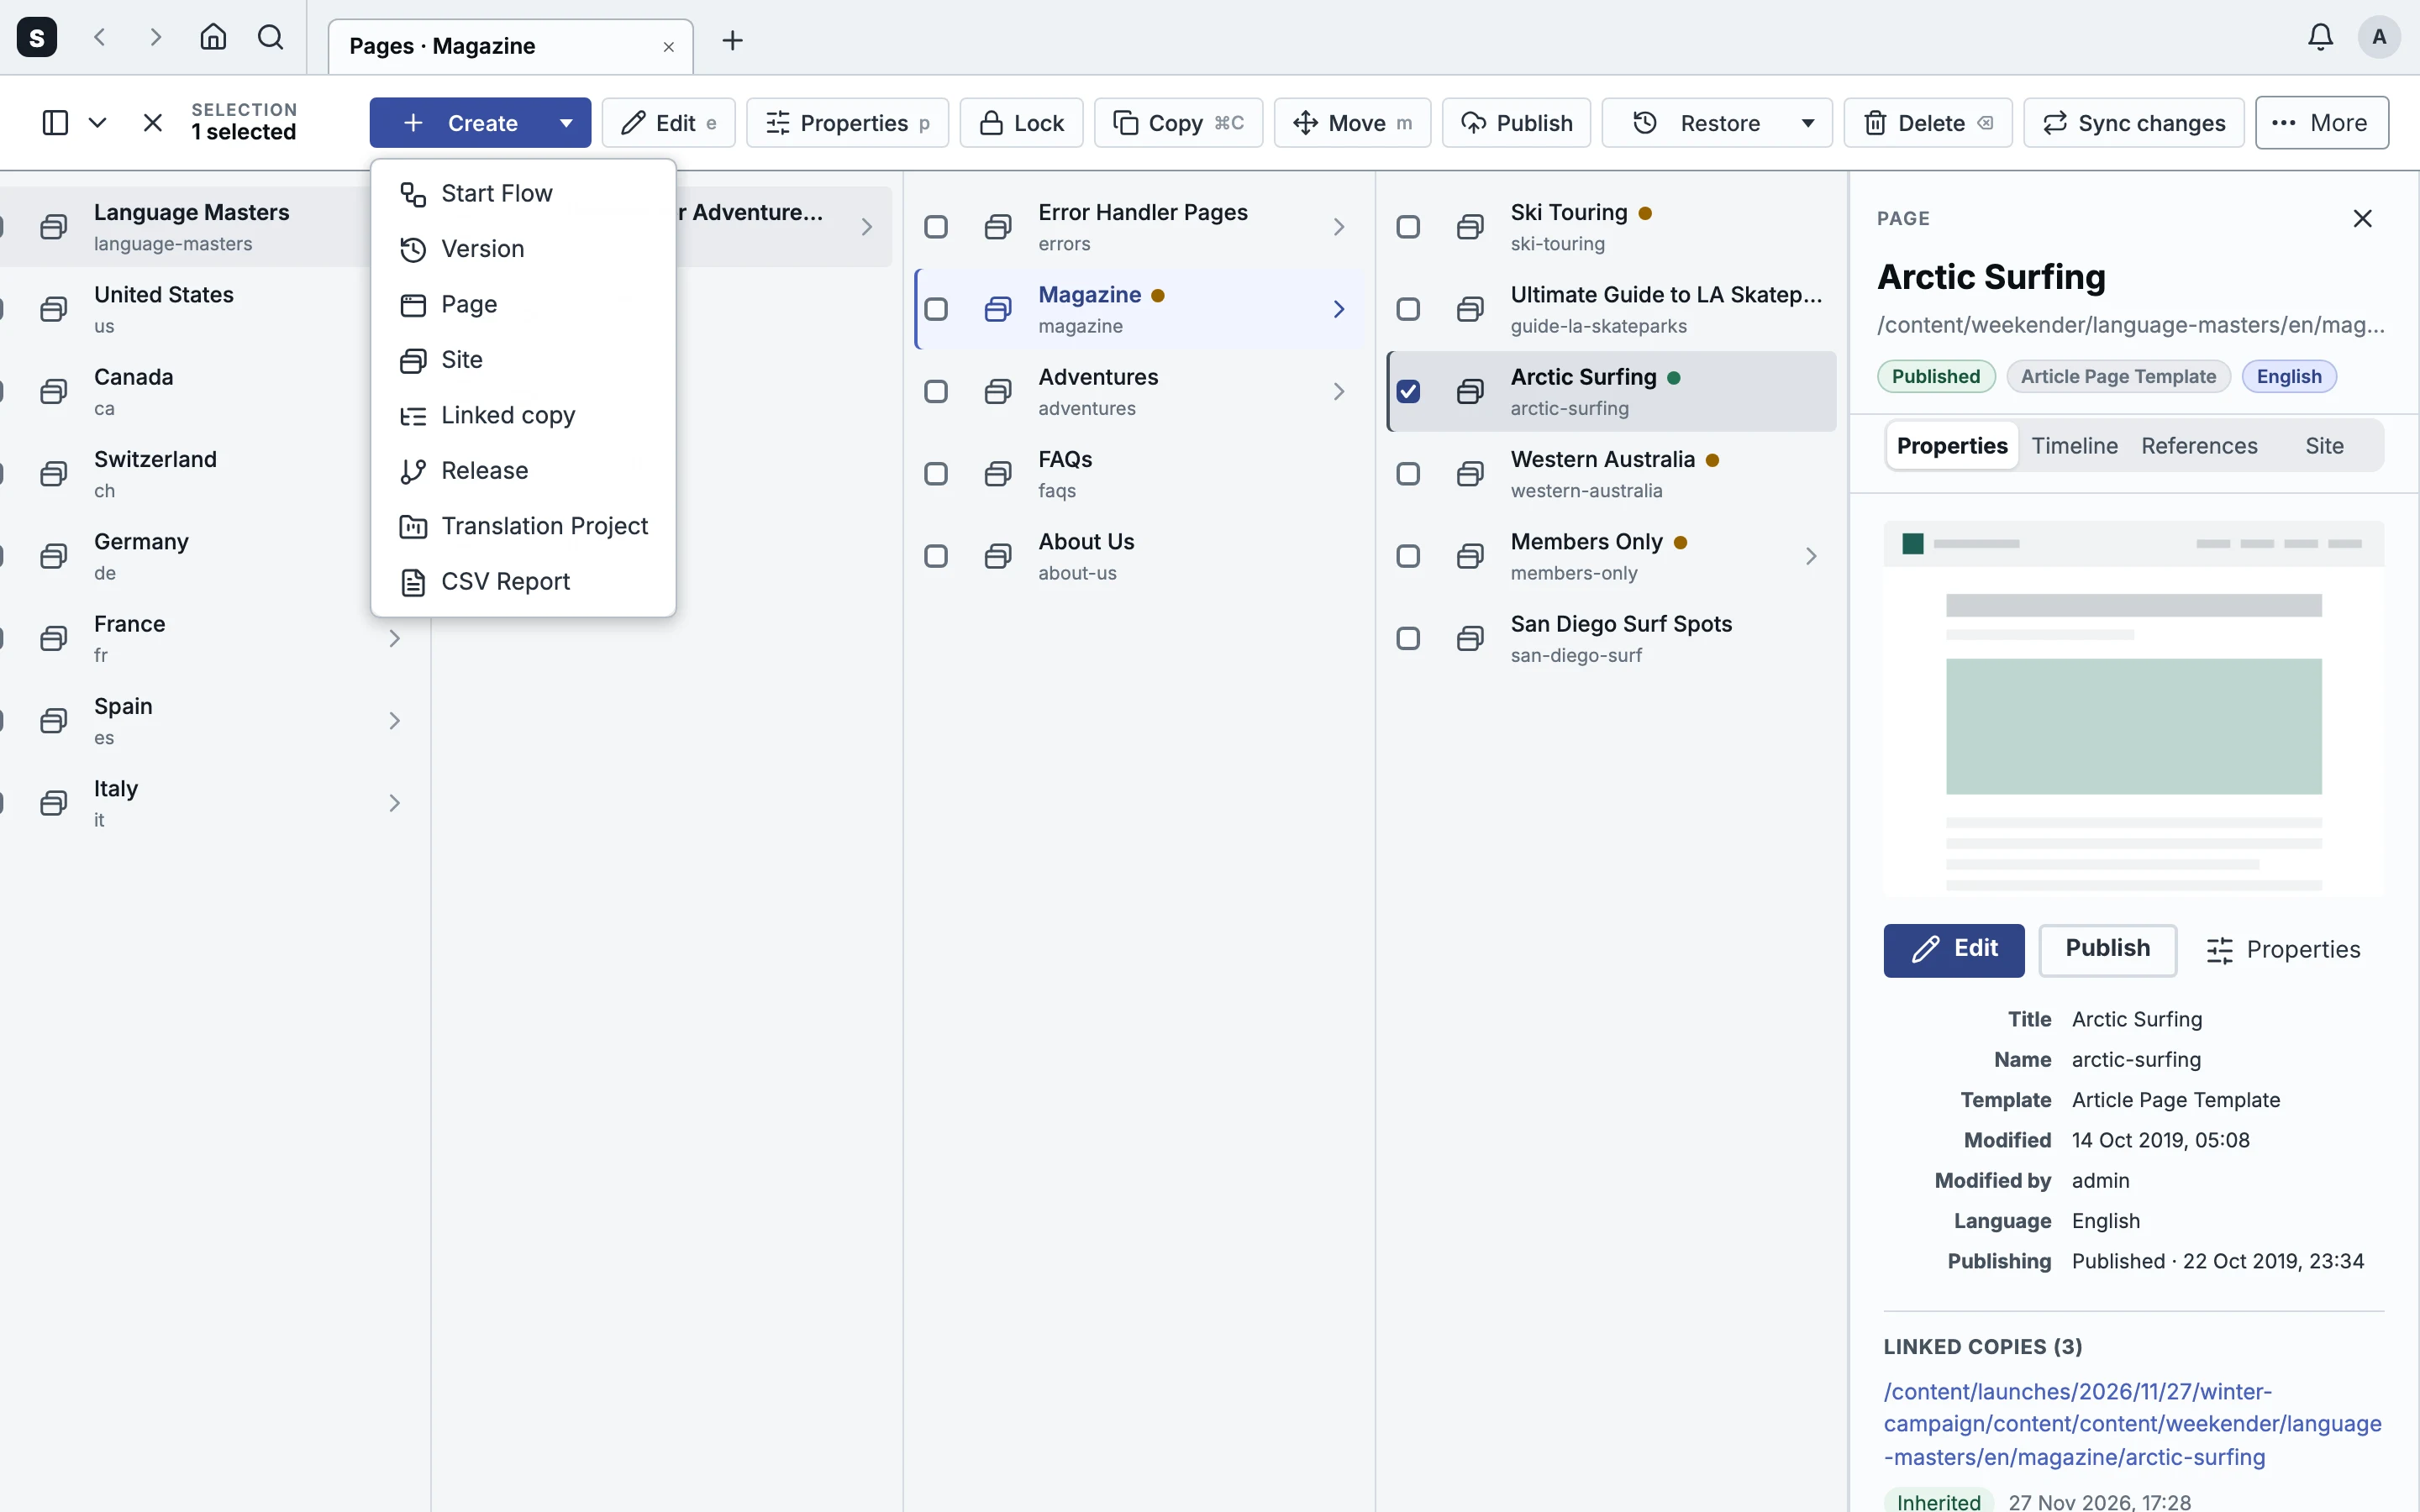 S
Pages · Magazine
A
SELECTION
1 selected
Create
Edit e
Properties p
Lock
Copy ⌘C
Move m
Publish
Restore
Delete
Sync changes
More
Start Flow
Version
Page
Site
Linked copy
Release
Translation Project
CSV Report
Language Masters
language-masters
United States
us
Canada
ca
Switzerland
ch
Germany
de
France
fr
Spain
es
Italy
it
r Adventure...
Error Handler Pages
errors
Magazine
magazine
Adventures
adventures
FAQs
faqs
About Us
about-us
Ski Touring
ski-touring
Ultimate Guide to LA Skatep...
guide-la-skateparks
Arctic Surfing
arctic-surfing
Western Australia
western-australia
Members Only
members-only
San Diego Surf Spots
san-diego-surf
PAGE
Arctic Surfing
/content/weekender/language-masters/en/mag...
Published
Article Page Template
English
Properties
Timeline
References
Site
Edit
Publish
Properties
Title Arctic Surfing
Name arctic-surfing
Template Article Page Template
Modified 14 Oct 2019, 05:08
Modified by admin
Language English
Publishing Published · 22 Oct 2019, 23:34
LINKED COPIES (3)
/content/launches/2026/11/27/winter-
campaign/content/content/weekender/language
-masters/en/magazine/arctic-surfing
Inherited 27 Nov 2026, 17:28